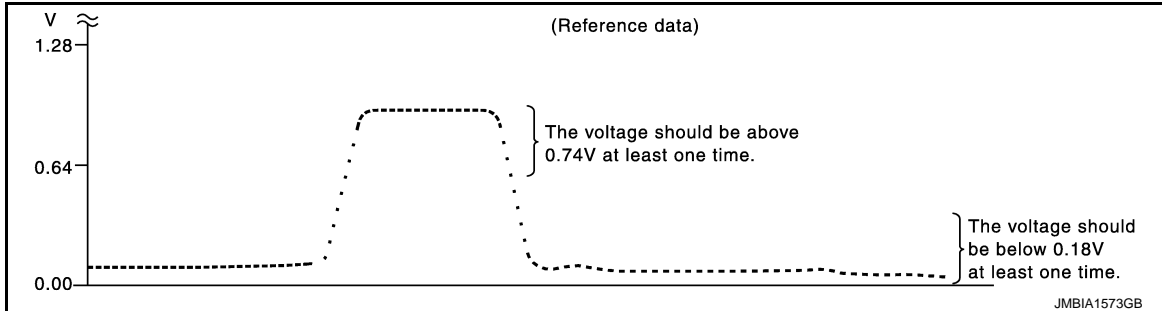 V
(Reference data)
1.28
The voltage should be above
0.74V at least one time.
0.64
The voltage should
be below 0.18V
at least one time.
0.00
JMBIA1573GB